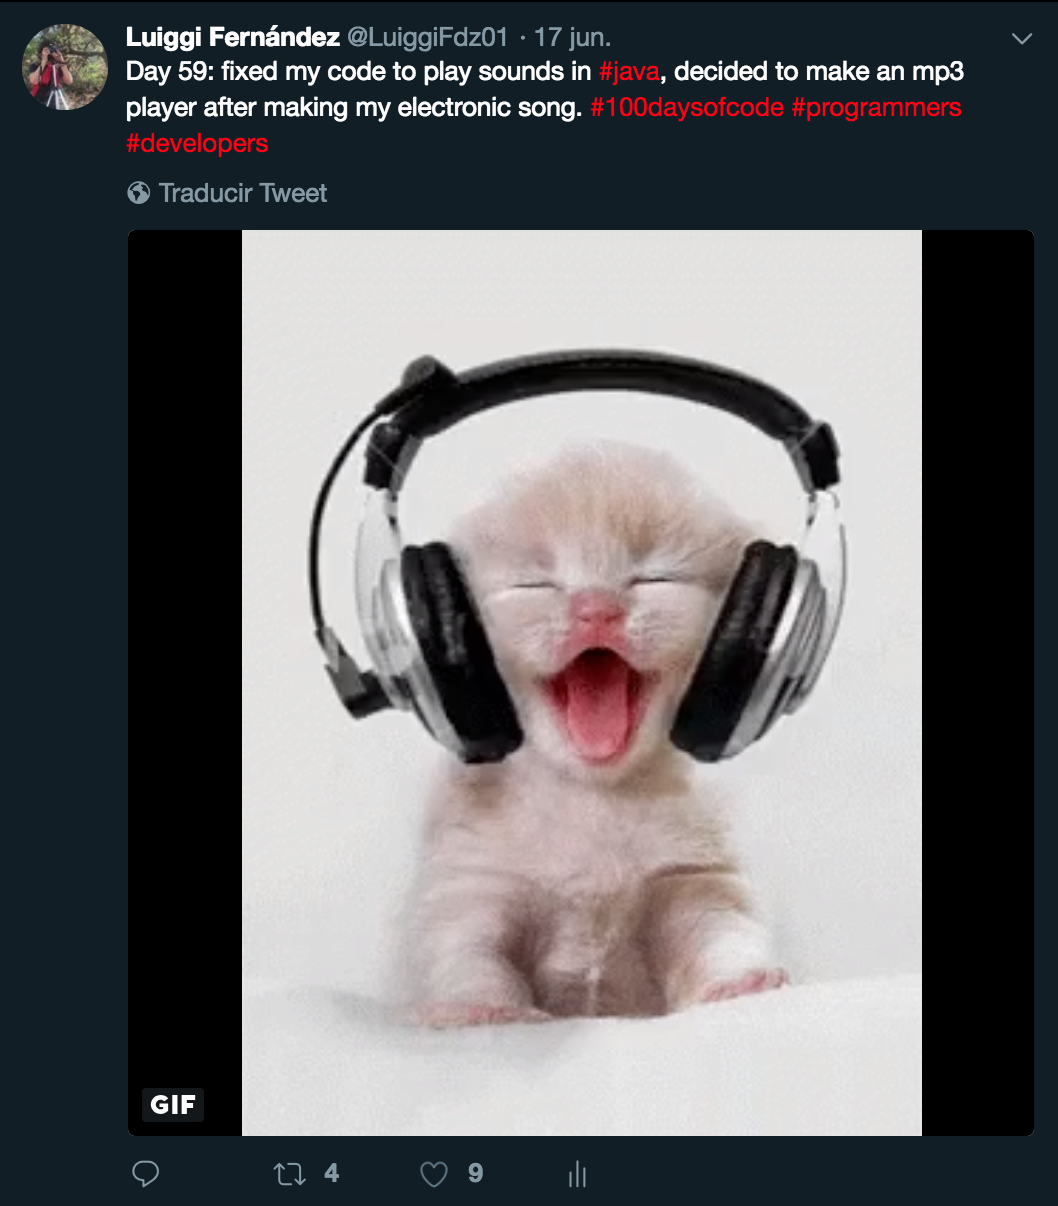 Luiggi Fernández @LuiggiFdz01 · 17 jun.
Day 59: fixed my code to play sounds in #java, decided to make an mp3
player after making my electronic song. #100daysofcode #programmers
#developers
Traducir Tweet
GIF
4 9